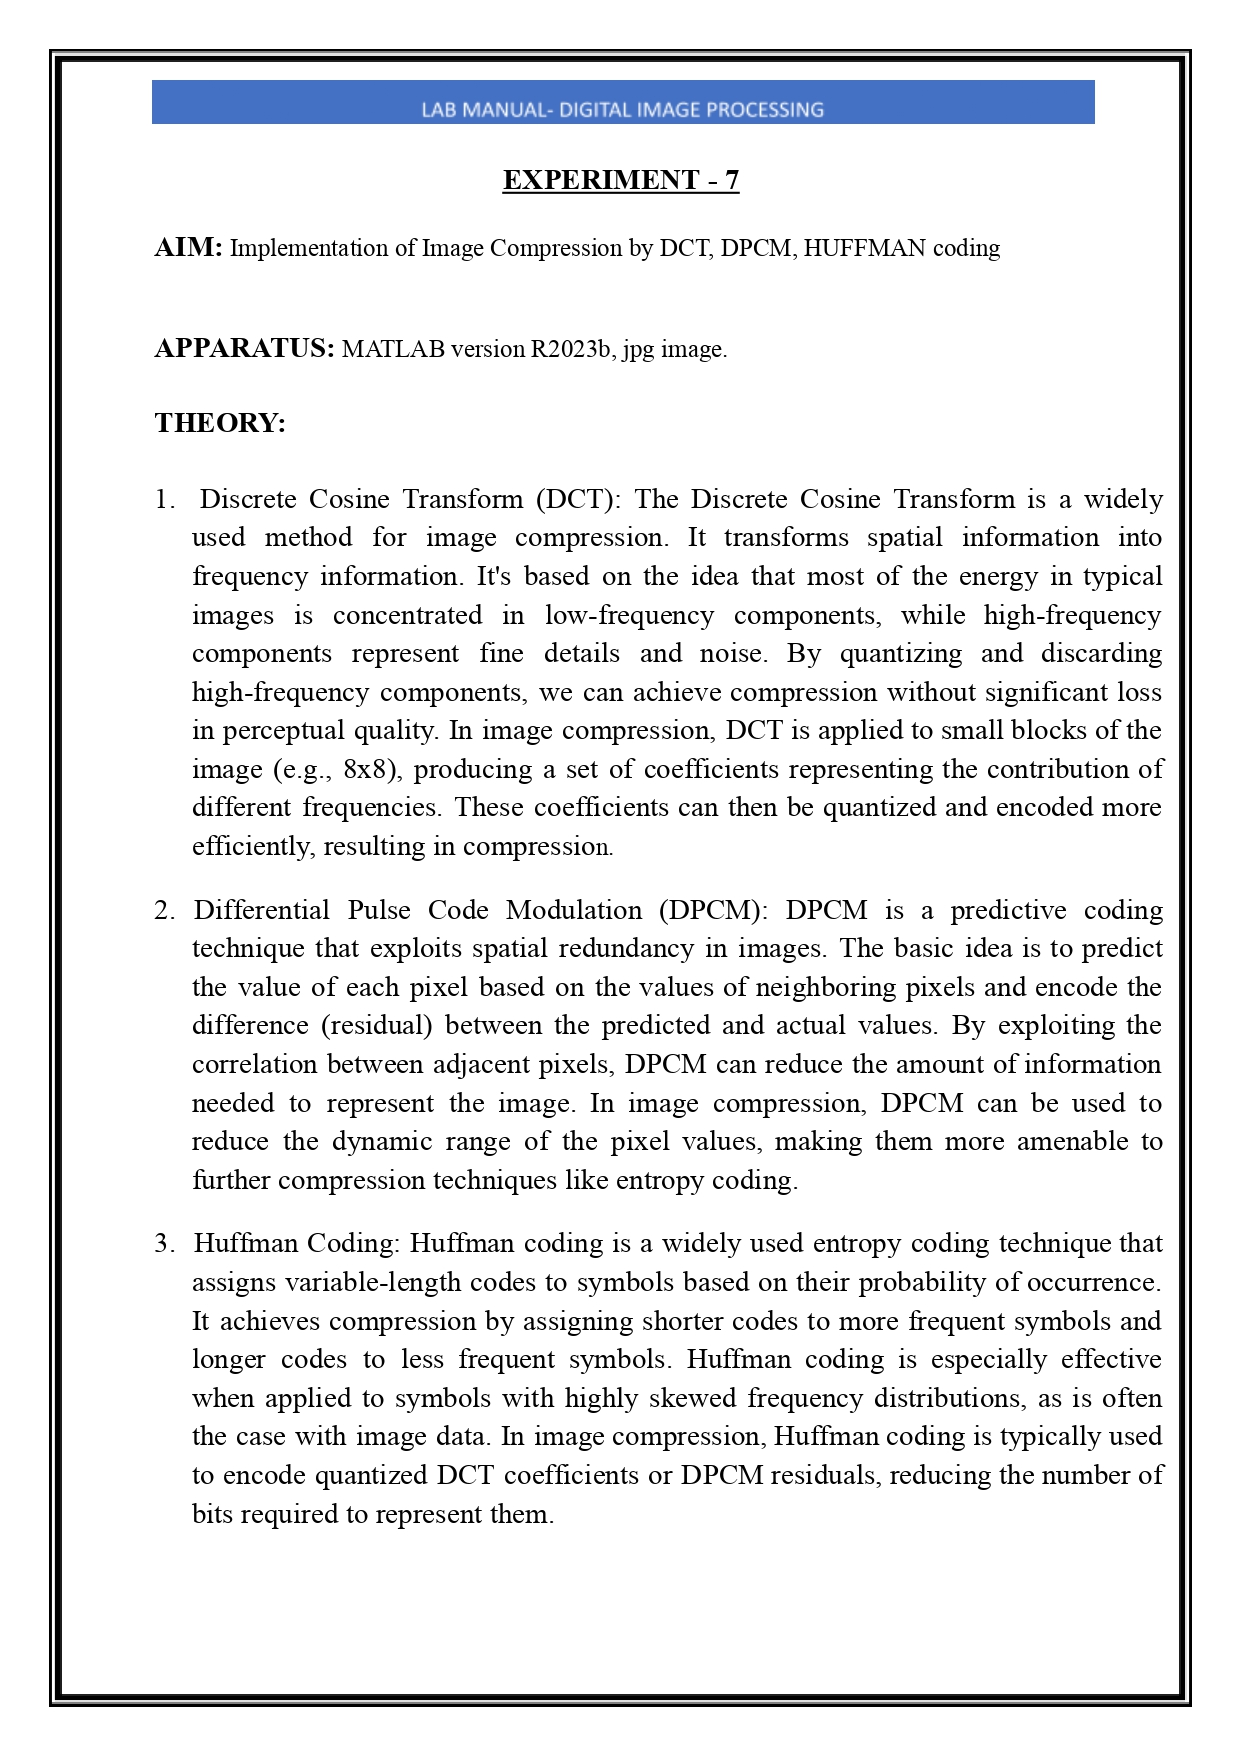 LAB MANUAL- DIGITAL IMAGE PROCESSING
EXPERIMENT - 7
AIM: Implementation of Image Compression by DCT, DPCM, HUFFMAN coding
APPARATUS: MATLAB version R2023b, jpg image.
THEORY:
1. Discrete Cosine Transform (DCT): The Discrete Cosine Transform is a widely
used method for image compression. It transforms spatial information into
frequency information. It's based on the idea that most of the energy in typical
images is concentrated in low-frequency components, while high-frequency
components represent fine details and noise. By quantizing and discarding
high-frequency components, we can achieve compression without significant loss
in perceptual quality. In image compression, DCT is applied to small blocks of the
image (e.g., 8x8), producing a set of coefficients representing the contribution of
different frequencies. These coefficients can then be quantized and encoded more
efficiently, resulting in compression.
2. Differential Pulse Code Modulation (DPCM): DPCM is a predictive coding
technique that exploits spatial redundancy in images. The basic idea is to predict
the value of each pixel based on the values of neighboring pixels and encode the
difference (residual) between the predicted and actual values. By exploiting the
correlation between adjacent pixels, DPCM can reduce the amount of information
needed to represent the image. In image compression, DPCM can be used to
reduce the dynamic range of the pixel values, making them more amenable to
further compression techniques like entropy coding.
3. Huffman Coding: Huffman coding is a widely used entropy coding technique that
assigns variable-length codes to symbols based on their probability of occurrence.
It achieves compression by assigning shorter codes to more frequent symbols and
longer codes to less frequent symbols. Huffman coding is especially effective
when applied to symbols with highly skewed frequency distributions, as is often
the case with image data. In image compression, Huffman coding is typically used
to encode quantized DCT coefficients or DPCM residuals, reducing the number of
bits required to represent them.